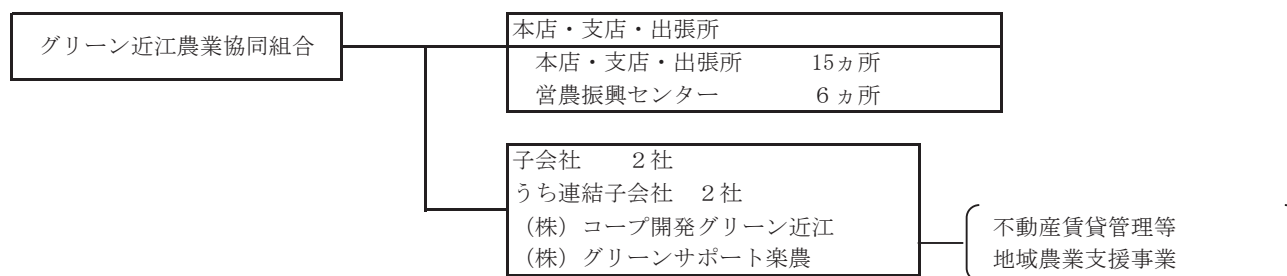 グリーン近江農業協同組合
本店・支店・出張所
本店・支店・出張所 15ヵ所
営農振興センター 6ヵ所
子会社 2社
うち連結子会社 2社
（株）コープ開発グリーン近江
（株）グリーンサポート楽農
不動産賃貸管理等
地域農業支援事業